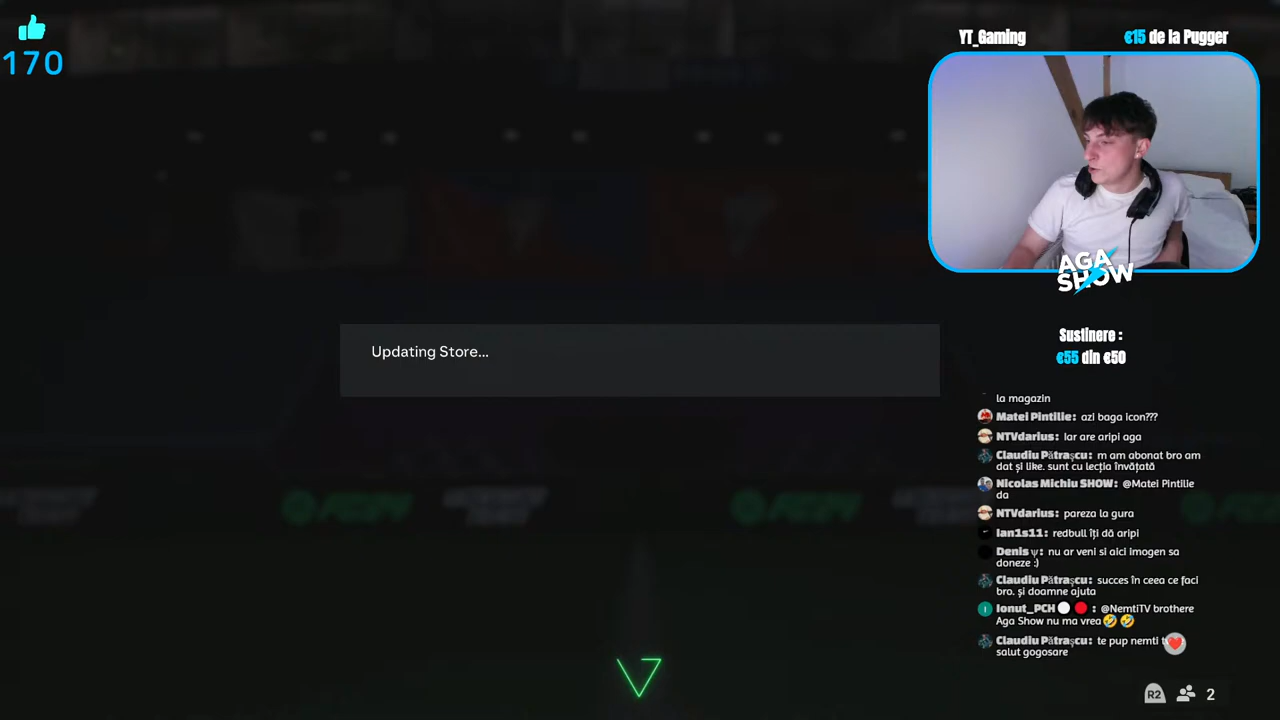 170
YT_Gaming
€15 de la Pugger
AGA
SHOW
Updating Store...
Sustinere :
€55 din €50
la magazin
Matei Pintilie: azi baga icon???
NTVdarius: Iar are aripi aga
Claudiu Pătrașcu: m am abonat bro am
dat și like. sunt cu lecția învățată
Nicolas Michiu SHOW: @Matei Pintilie
da
NTVdarius: pareza la gura
Ian1s11: redbull îți dă aripi
Denis ψ: nu ar veni si aici imogen sa
doneze :)
Claudiu Pătrașcu: succes în ceea ce faci
bro. și doamne ajuta
Ionut_PCH⚪🔴: @NemtiTV brothere
Aga Show nu ma vrea🤣🤣
Claudiu Pătrașcu: te pup nemti
salut gogosare
FC24
R2 2